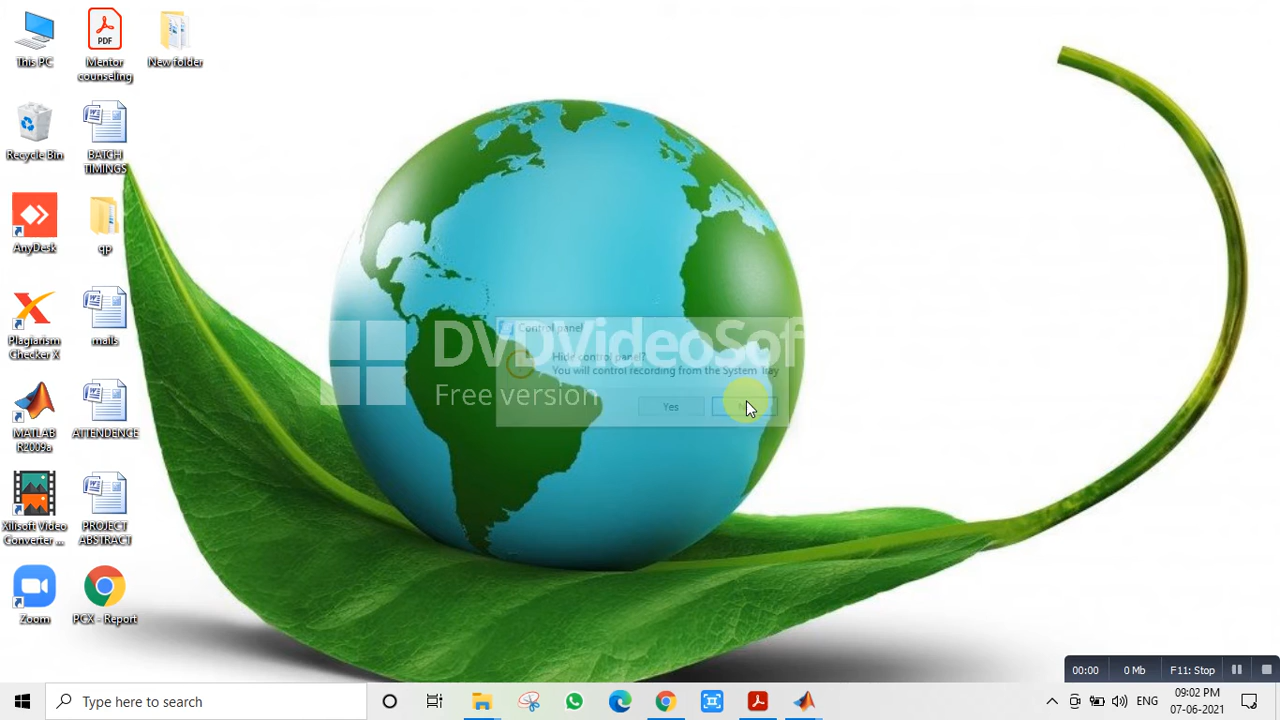 This PC
Mentor
counseling
New folder
Recycle Bin
BATCH
TIMINGS
AnyDesk
qp
Plagiarism
Checker X
mails
MATLAB
R2009a
ATTENDENCE
Xilisoft Video
Converter ...
PROJECT
ABSTRACT
Zoom
PCX - Report
PDF
Control panel
Hide control panel?
You will control recording from the System Tray
Yes
DVDVideoSoft
Free version
00:00
0 Mb
F11: Stop
Type here to search
ENG
09:02 PM
07-06-2021